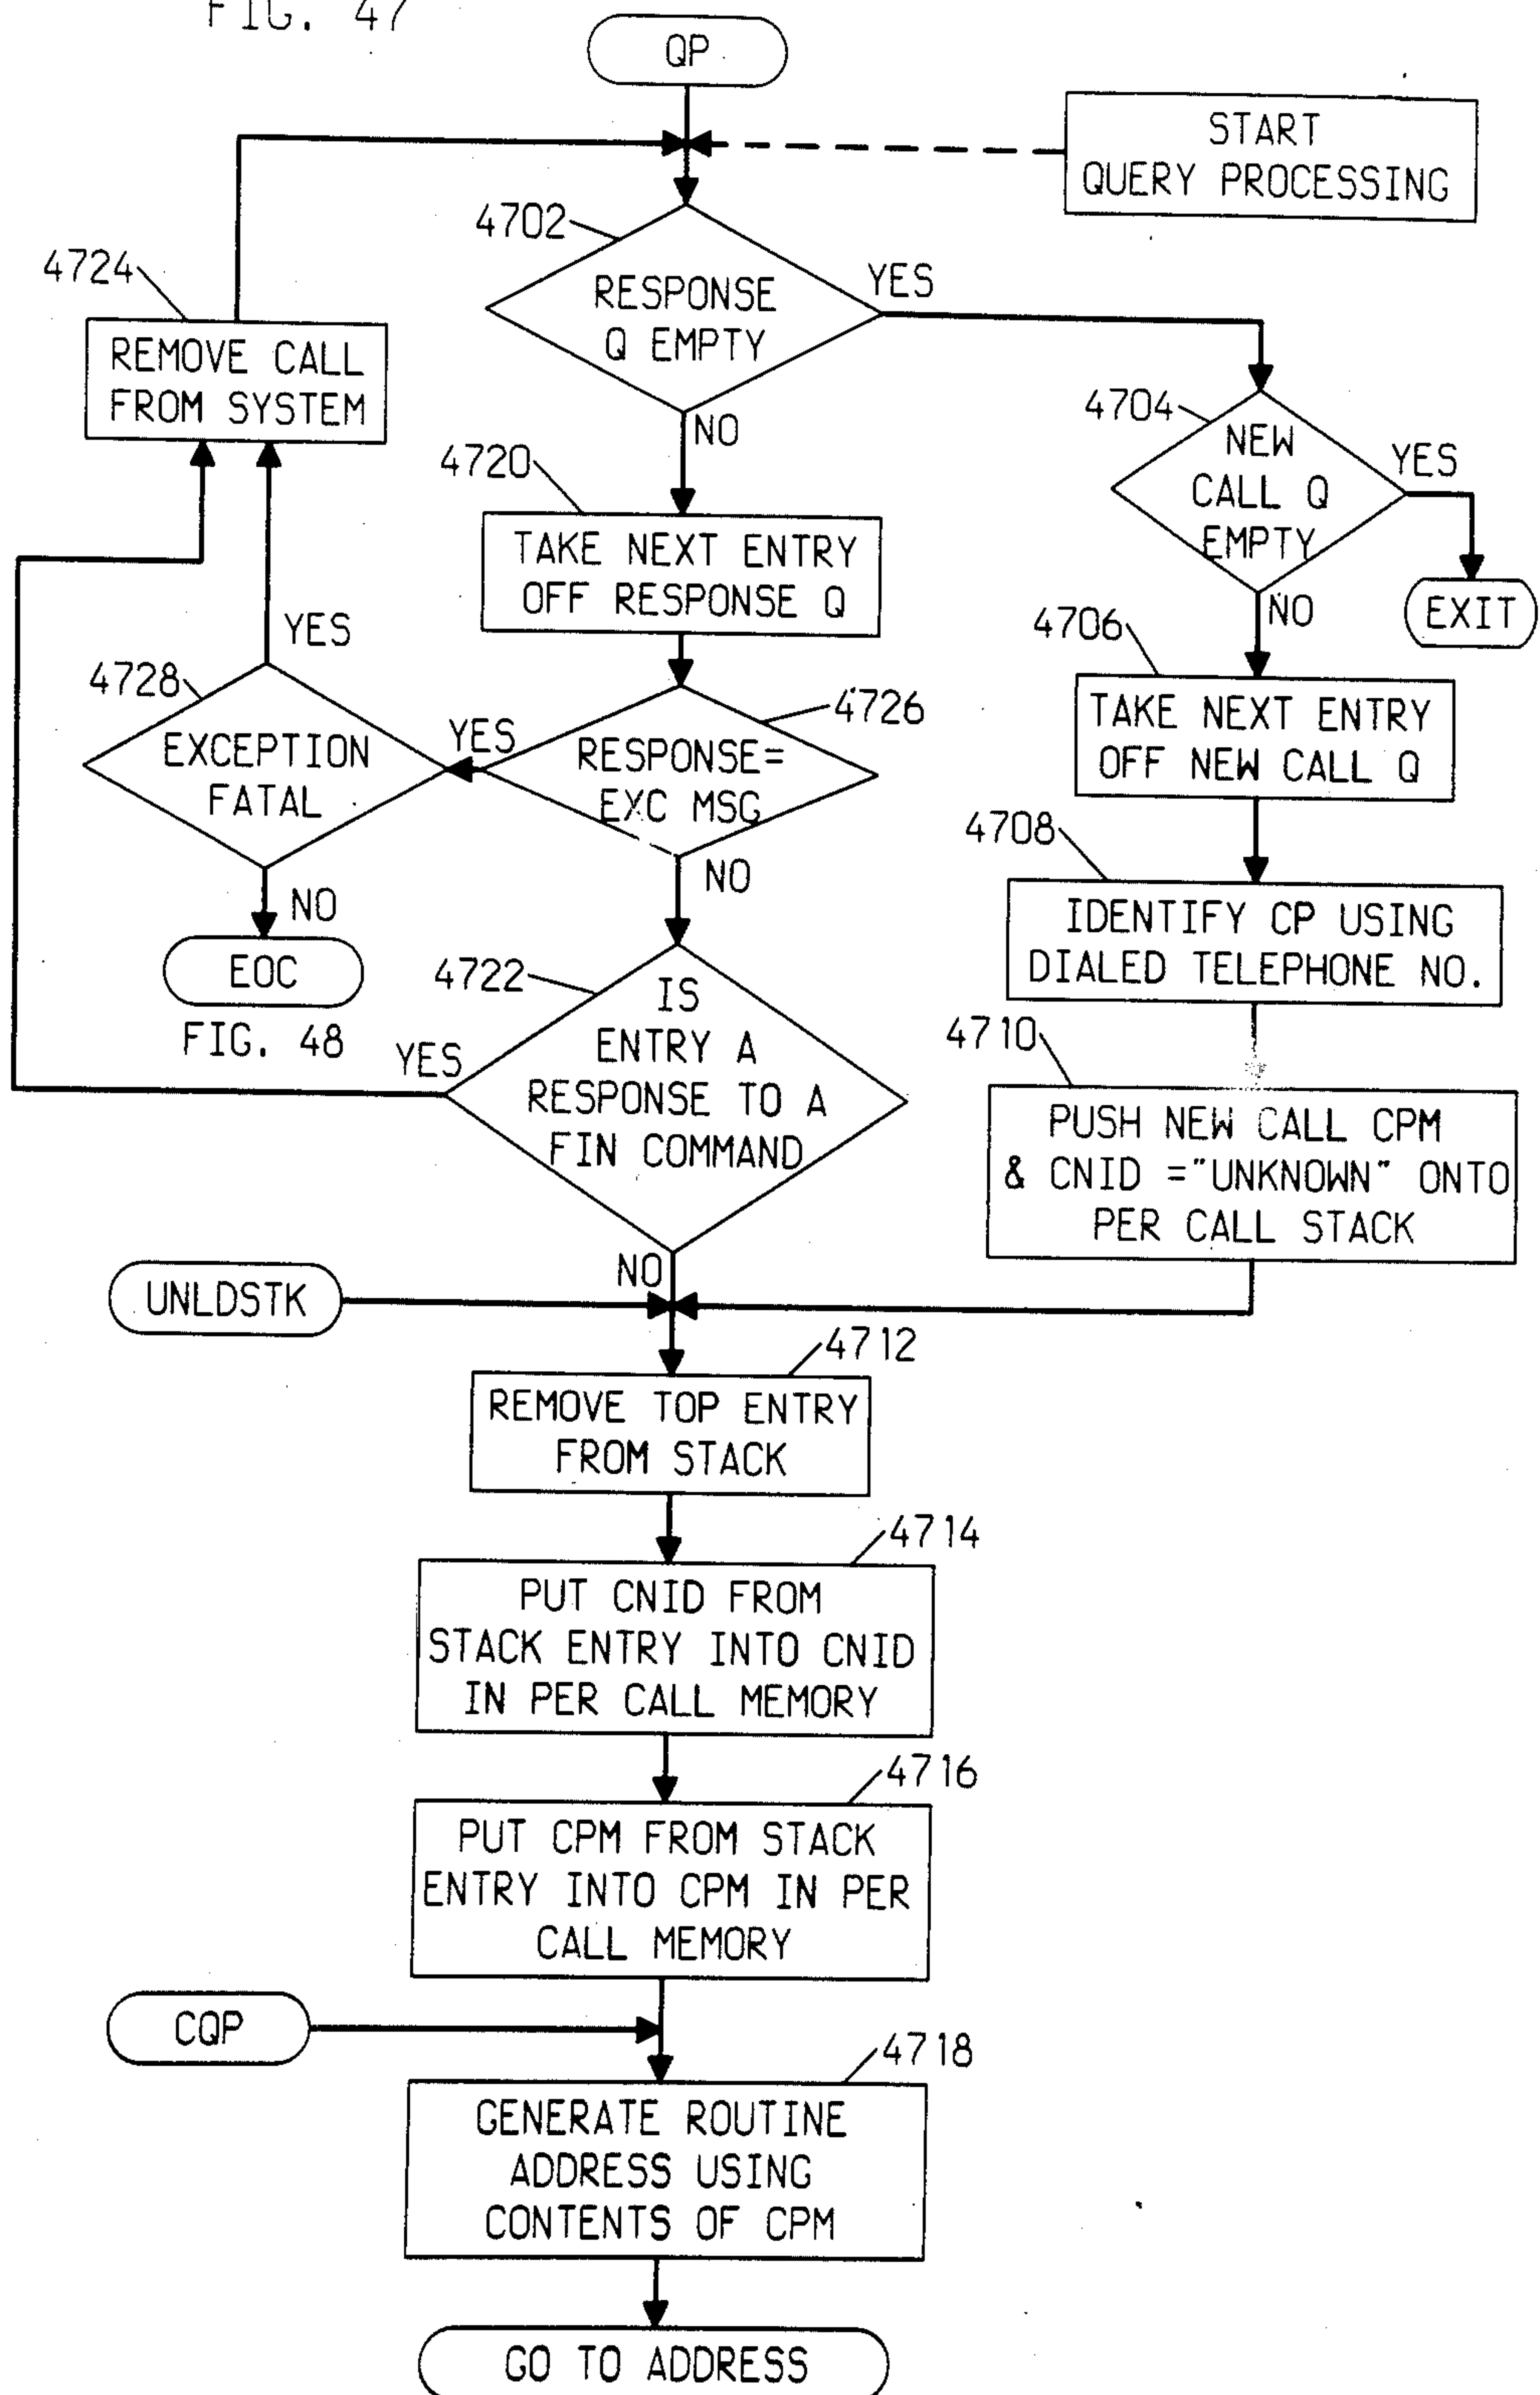 FIG. 47
QP
START
QUERY PROCESSING
4702
RESPONSE
Q EMPTY
YES
NO
4724
REMOVE CALL
FROM SYSTEM
4704
NEW
CALL Q
EMPTY
YES
NO
EXIT
4720
TAKE NEXT ENTRY
OFF RESPONSE Q
4706
TAKE NEXT ENTRY
OFF NEW CALL Q
YES
4728
EXCEPTION
FATAL
YES
4726
RESPONSE=
EXC MSG
NO
NO
EOC
FIG. 48
4708
IDENTIFY CP USING
DIALED TELEPHONE NO.
4722
IS
ENTRY A
RESPONSE TO A
FIN COMMAND
YES
NO
4710
PUSH NEW CALL CPM
& CNID ="UNKNOWN" ONTO
PER CALL STACK
UNLDSTK
4712
REMOVE TOP ENTRY
FROM STACK
4714
PUT CNID FROM
STACK ENTRY INTO CNID
IN PER CALL MEMORY
4716
PUT CPM FROM STACK
ENTRY INTO CPM IN PER
CALL MEMORY
CQP
4718
GENERATE ROUTINE
ADDRESS USING
CONTENTS OF CPM
GO TO ADDRESS